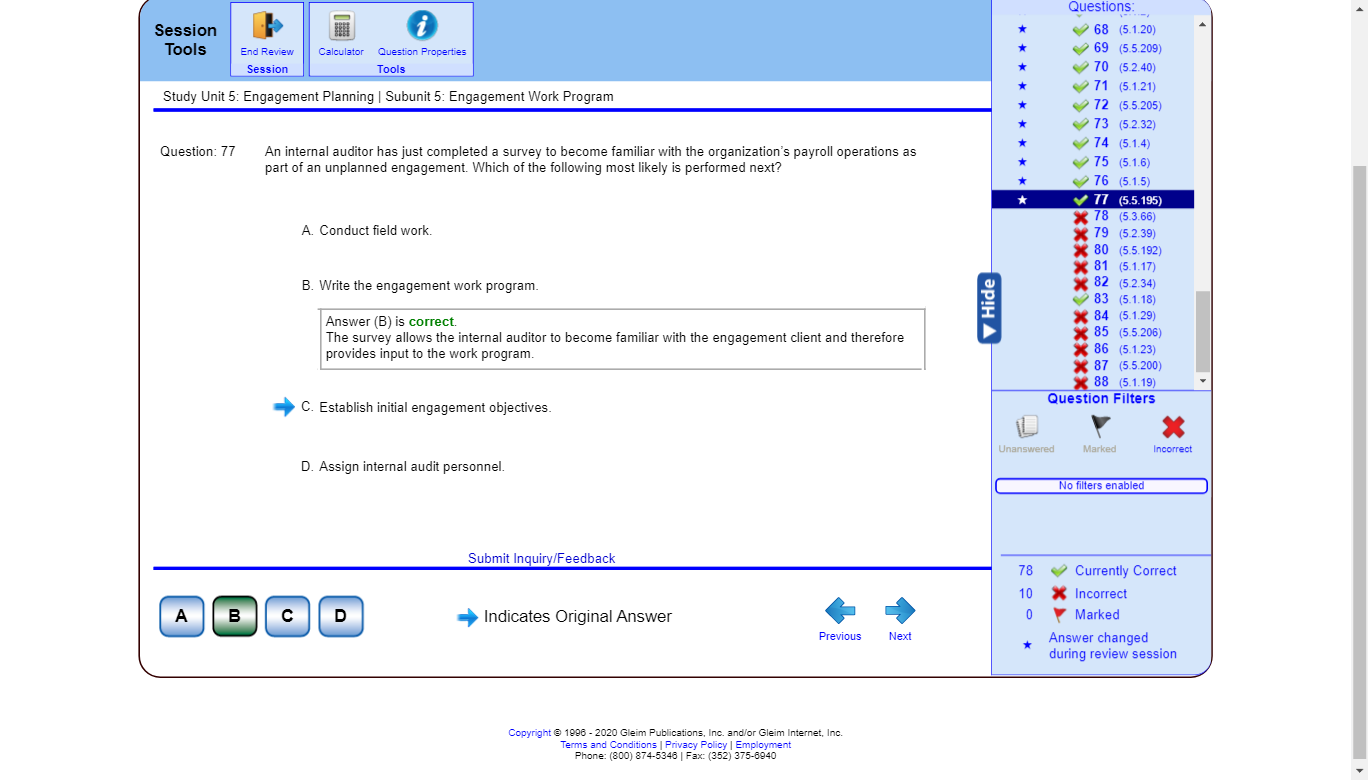 Session
Tools
End Review
Session
Calculator
Question Properties
Tools
Study Unit 5: Engagement Planning | Subunit 5: Engagement Work Program
Question: 77
An internal auditor has just completed a survey to become familiar with the organization's payroll operations as
part of an unplanned engagement. Which of the following most likely is performed next?
A. Conduct field work.
B. Write the engagement work program.
Answer (B) is correct.
The survey allows the internal auditor to become familiar with the engagement client and therefore
provides input to the work program.
C. Establish initial engagement objectives.
D. Assign internal audit personnel.
Submit Inquiry/Feedback
A B C D
Indicates Original Answer
Previous
Next
Hide
Questions:
68 (5.1.20)
69 (5.5.209)
70 (5.2.40)
71 (5.1.21)
72 (5.5.205)
73 (5.2.32)
74 (5.1.4)
75 (5.1.6)
76 (5.1.5)
77 (5.5.195)
78 (5.3.66)
79 (5.2.39)
80 (5.5.192)
81 (5.1.17)
82 (5.2.34)
83 (5.1.18)
84 (5.1.29)
85 (5.5.206)
86 (5.1.23)
87 (5.5.200)
88 (5.1.19)
Question Filters
Unanswered
Marked
Incorrect
No filters enabled
78 Currently Correct
10 Incorrect
0 Marked
Answer changed
during review session
Copyright © 1996 - 2020 Gleim Publications, Inc. and/or Gleim Internet, Inc.
Terms and Conditions | Privacy Policy | Employment
Phone: (800) 874-5346 | Fax: (352) 375-6940